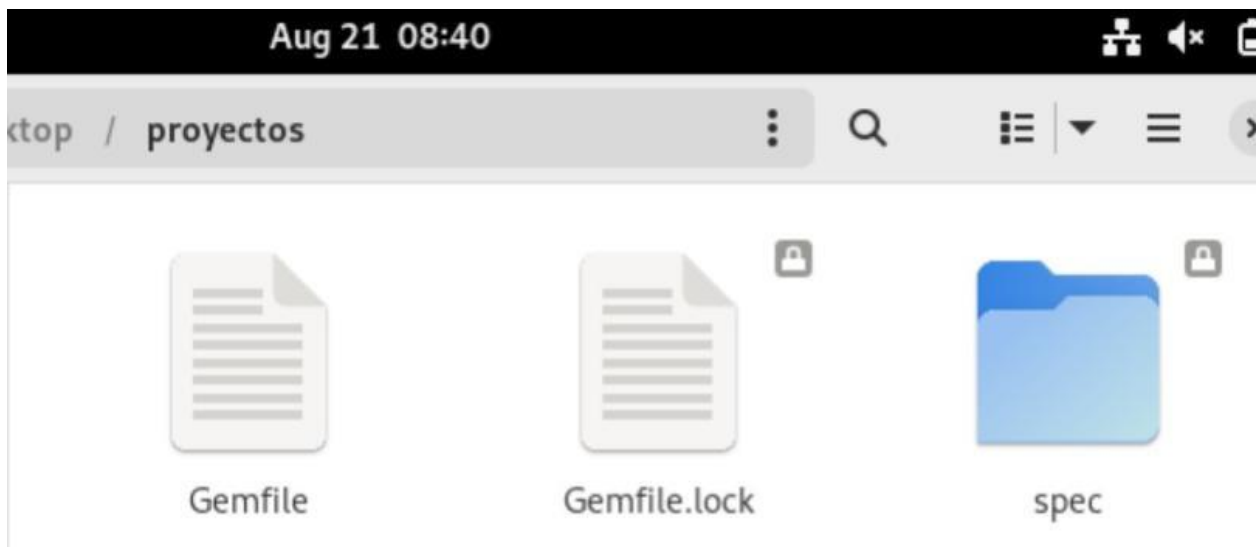 Aug 21 08:40
ktop / proyectos
Gemfile
Gemfile.lock
spec